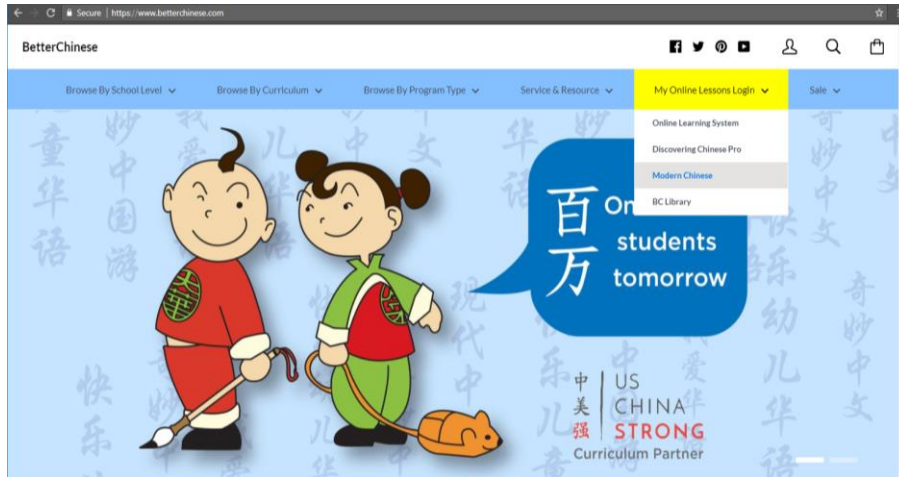 Secure | https://www.betterchinese.com
BetterChinese
Browse By School Level
Browse By Curriculum
Browse By Program Type
Service & Resource
My Online Lessons Login
Sale
Online Learning System
Discovering Chinese Pro
Modern Chinese
BC Library
百万
students
tomorrow
中美强
US
CHINA
STRONG
Curriculum Partner